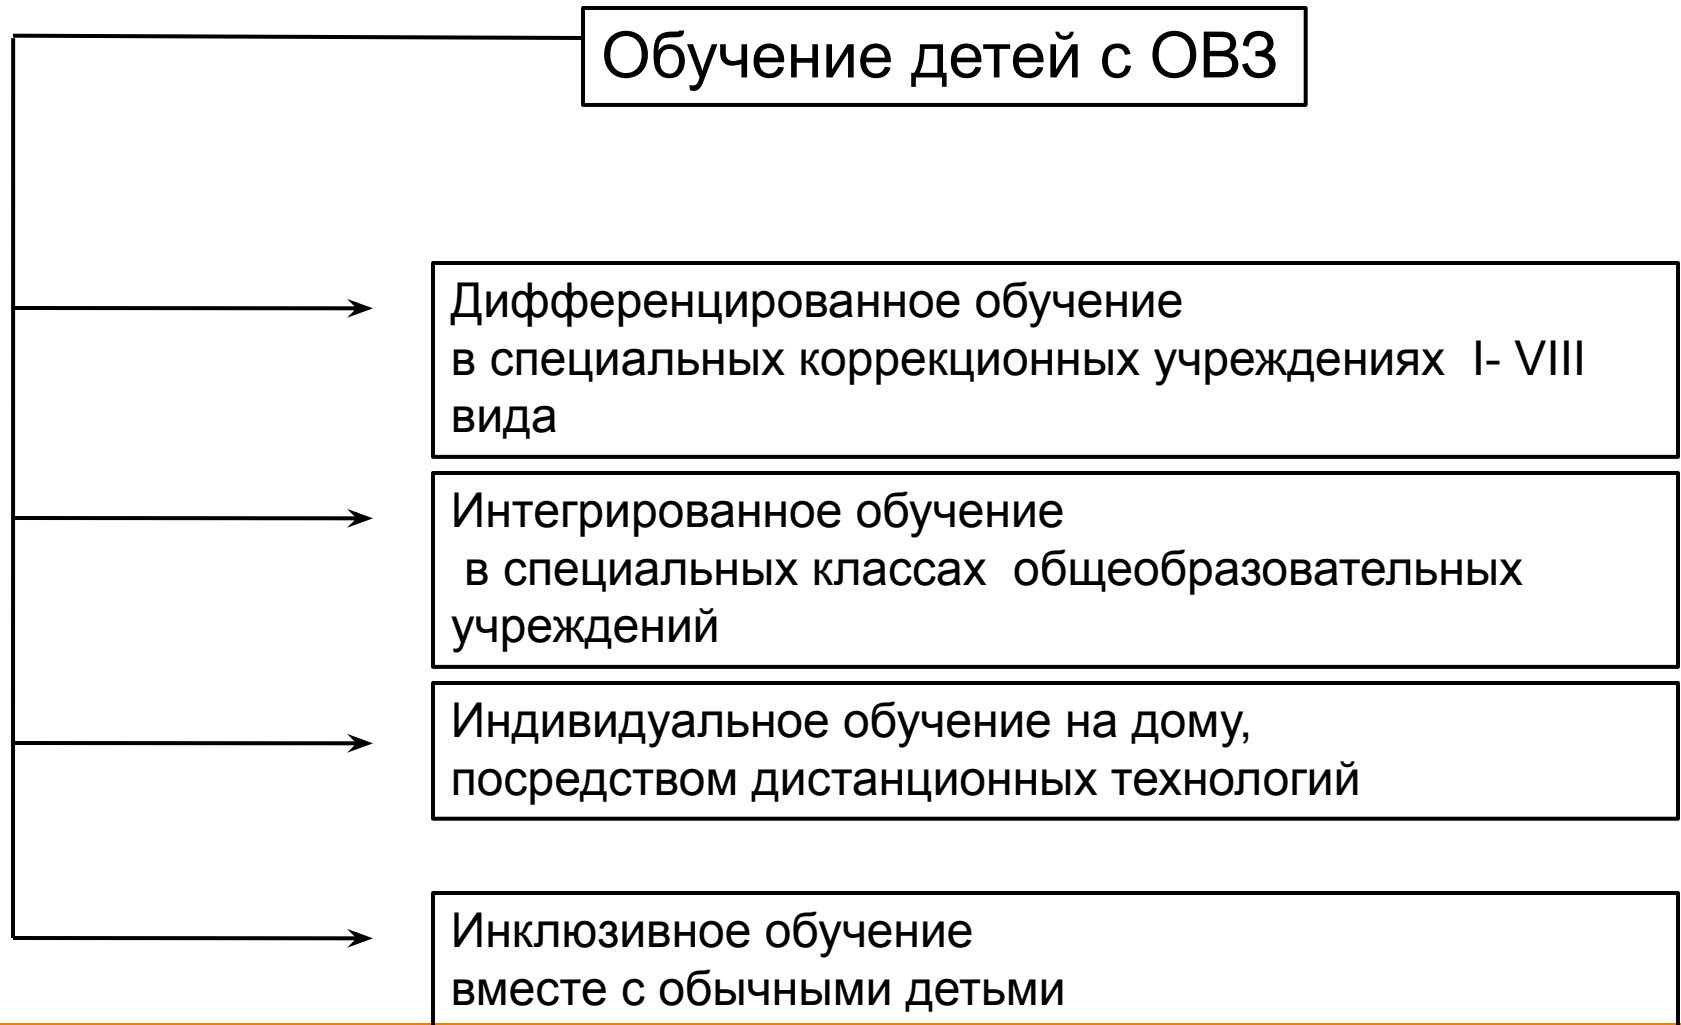 Обучение детей с ОВЗ
Дифференцированное обучение
в специальных коррекционных учреждениях  I- VIII
вида
Интегрированное обучение
в специальных классах  общеобразовательных
учреждений
Индивидуальное обучение на дому,
посредством дистанционных технологий
Инклюзивное обучение
вместе с обычными детьми